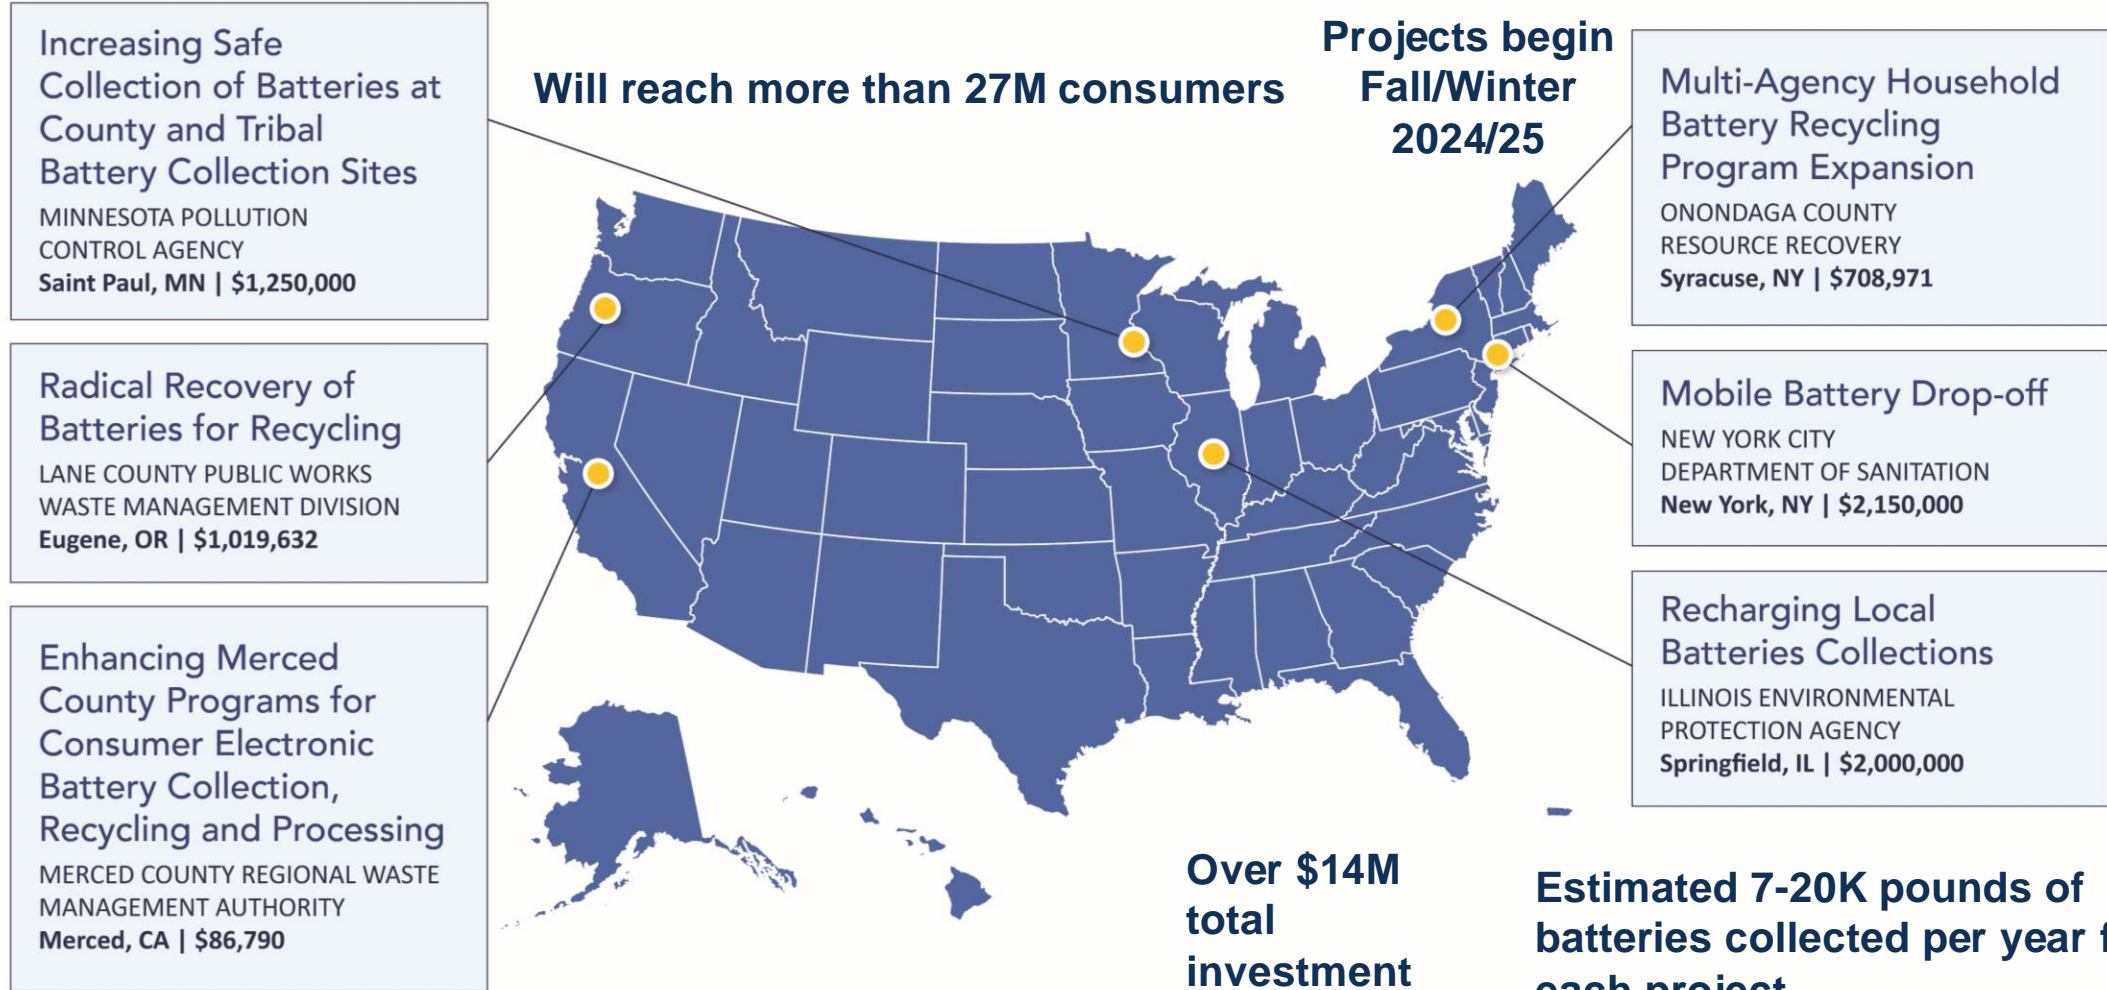 Increasing Safe
Collection of Batteries at
County and Tribal
Battery Collection Sites
MINNESOTA POLLUTION
CONTROL AGENCY
Saint Paul, MN | $1,250,000
Radical Recovery of
Batteries for Recycling
LANE COUNTY PUBLIC WORKS
WASTE MANAGEMENT DIVISION
Eugene, OR | $1,019,632
Enhancing Merced
County Programs for
Consumer Electronic
Battery Collection,
Recycling and Processing
MERCED COUNTY REGIONAL WASTE
MANAGEMENT AUTHORITY
Merced, CA | $86,790
Will reach more than 27M consumers
Projects begin
Fall/Winter
2024/25
Multi-Agency Household
Battery Recycling
Program Expansion
ONONDAGA COUNTY
RESOURCE RECOVERY
Syracuse, NY | $708,971
Mobile Battery Drop-off
NEW YORK CITY
DEPARTMENT OF SANITATION
New York, NY | $2,150,000
Recharging Local
Batteries Collections
ILLINOIS ENVIRONMENTAL
PROTECTION AGENCY
Springfield, IL | $2,000,000
Over $14M
total
investment
Estimated 7-20K pounds of
batteries collected per year
each project